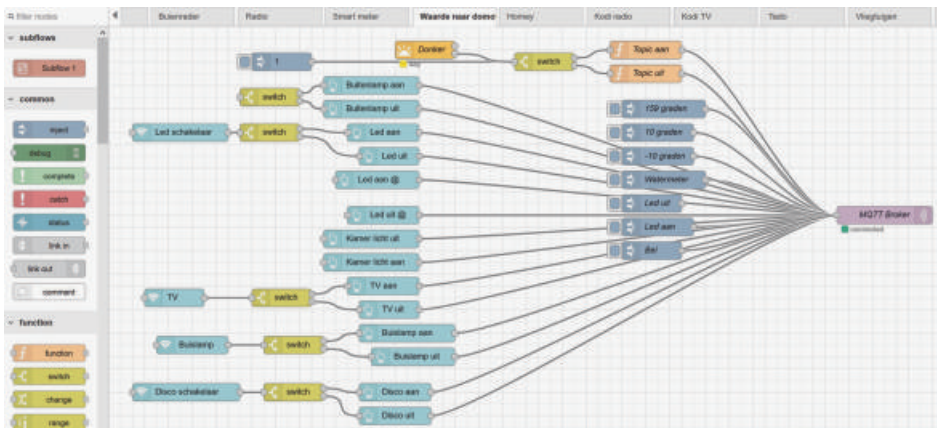 filter nodes
Buienradar
Radio
Smart meter
Waarde naar domo
Homey
Kodi radio
Kodi TV
Tado
Vliegtuigen
subflows
Subflow 1
common
inject
debug
complete
catch
status
link in
link out
comment
function
function
switch
change
range
1
Donker
switch
Topic aan
Topic uit
switch
Buitenlamp aan
Buitenlamp uit
Led schakelaar
switch
Led aan
Led uit
Led aan @
Led uit @
Kamer licht uit
Kamer licht aan
159 graden
10 graden
-10 graden
Watermeter
Led uit
Led aan
Bel
MQTT Broker
connected
TV
switch
TV aan
TV uit
Buislamp
switch
Buislamp aan
Buislamp uit
Disco schakelaar
switch
Disco aan
Disco uit